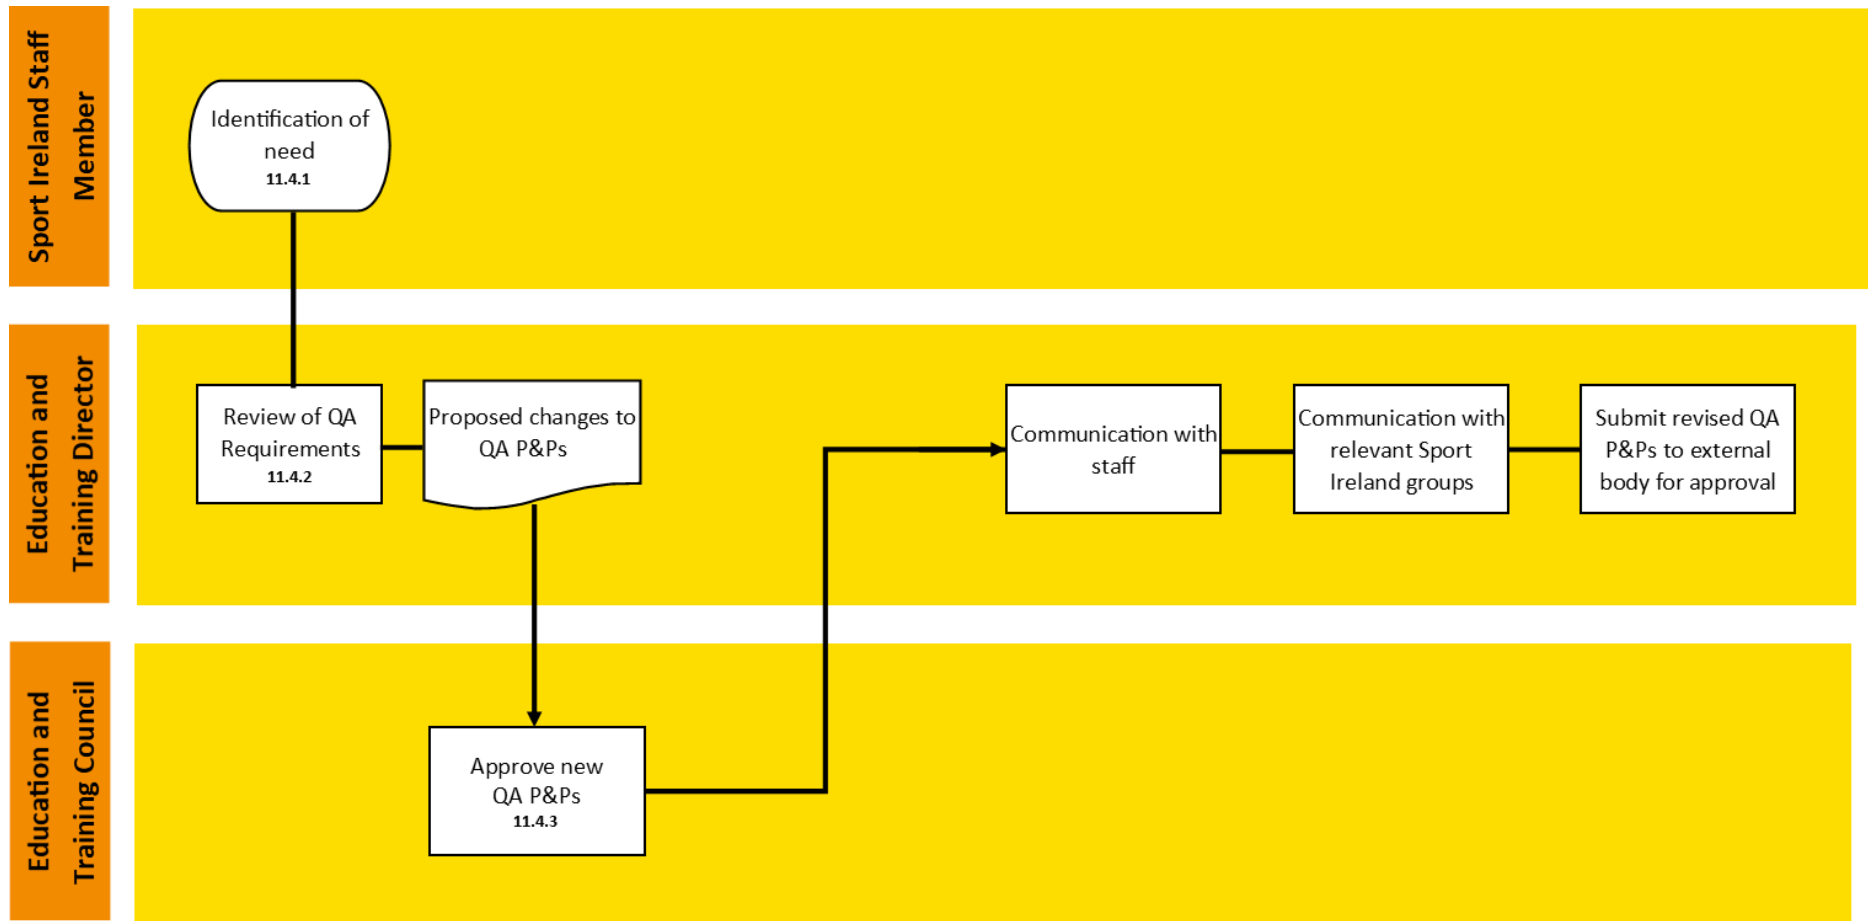 Sport Ireland Staff
Member
Identification of
need
11.4.1
Education and
Training Director
Review of QA
Requirements
11.4.2
Proposed changes to
QA P&Ps
Communication with
staff
Communication with
relevant Sport
Ireland groups
Submit revised QA
P&Ps to external
body for approval
Education and
Training Council
Approve new
QA P&Ps
11.4.3